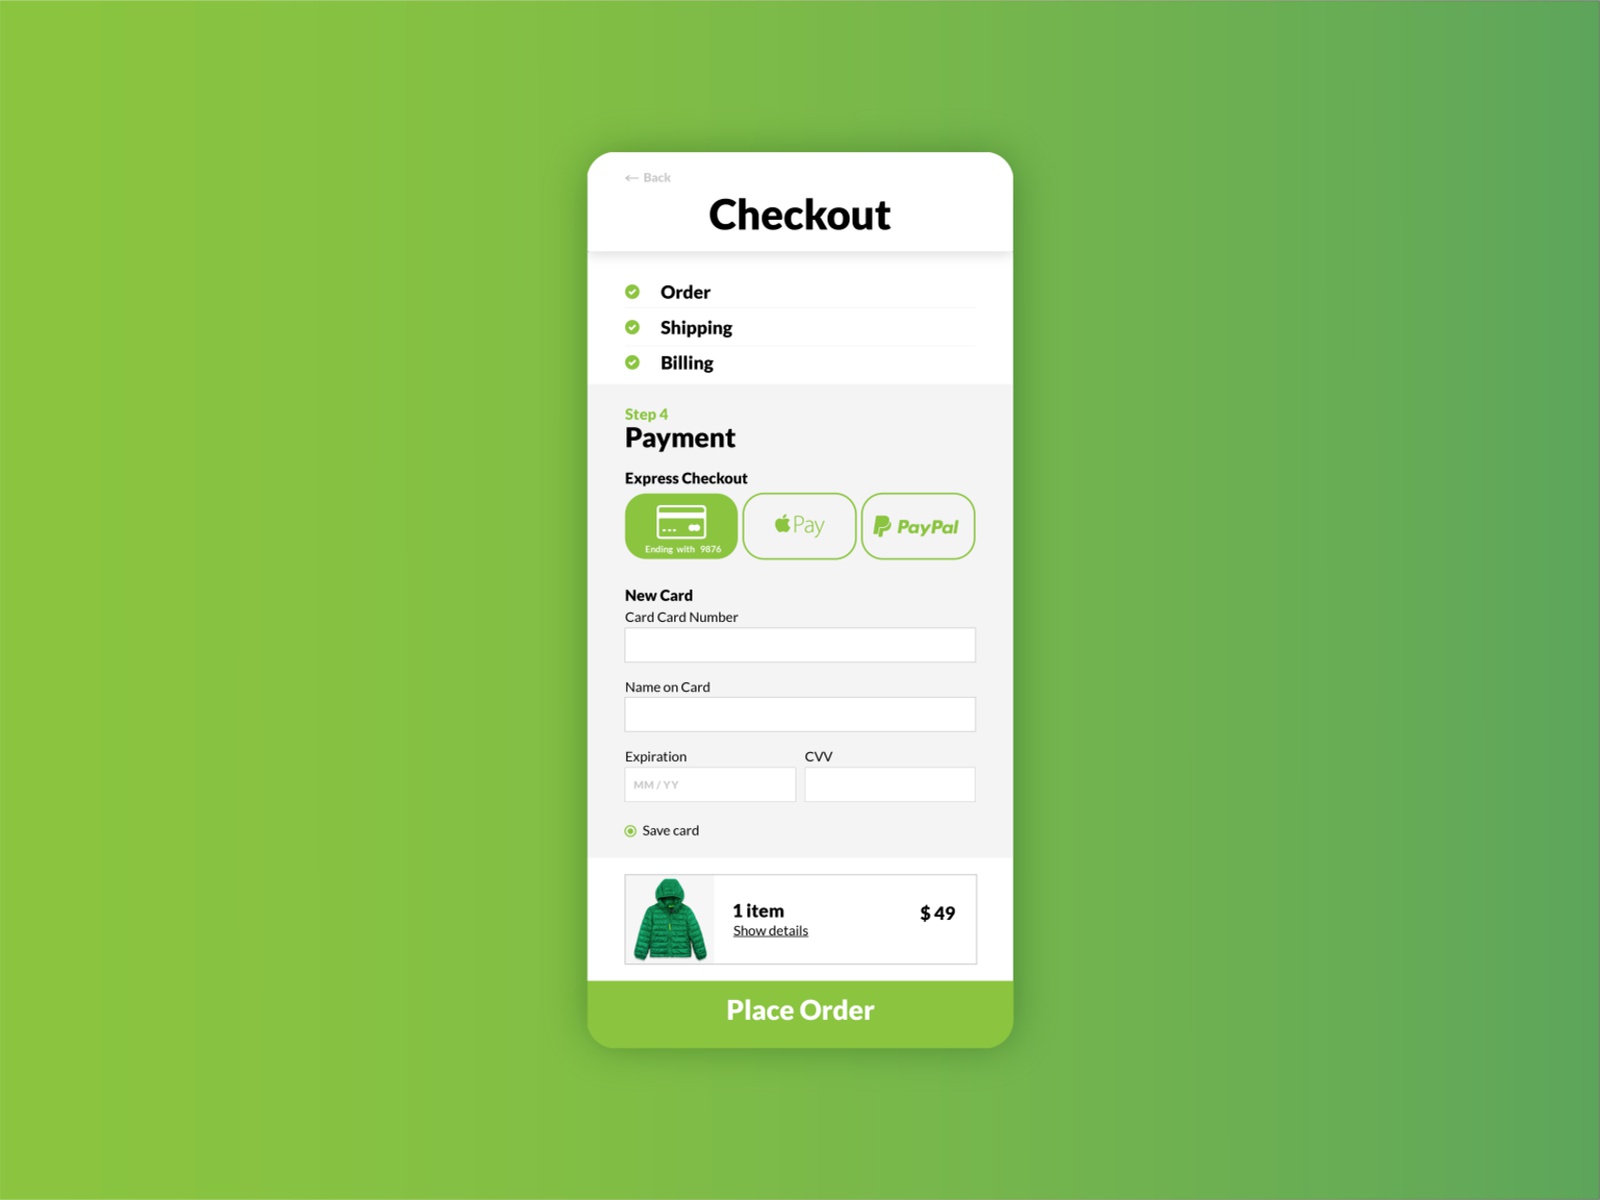 ← Back
Checkout
Order
Shipping
Billing
Step 4
Payment
Express Checkout
Ending with 9876
Pay
PayPal
New Card
Card Card Number
Name on Card
Expiration CVV
MM / YY
Save card
1 item
$ 49
Show details
Place Order